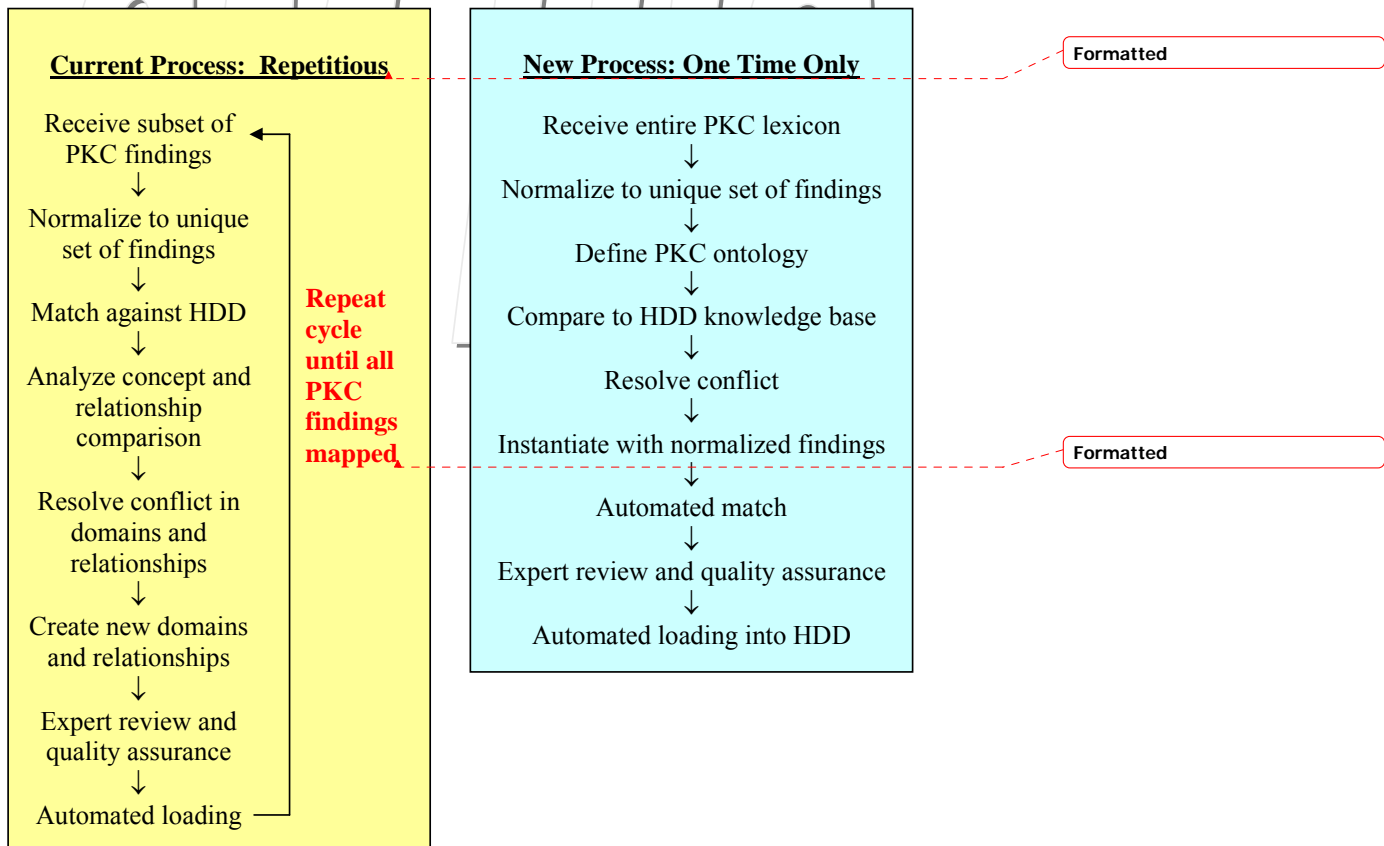 Current Process:  Repetitious
Receive subset of
PKC findings
↓
Normalize to unique
set of findings
↓
Match against HDD
↓
Analyze concept and
relationship
comparison
↓
Resolve conflict in
domains and
relationships
↓
Create new domains
and relationships
↓
Expert review and
quality assurance
↓
Automated loading
Repeat
cycle
until all
PKC
findings
mapped
New Process: One Time Only
Receive entire PKC lexicon
↓
Normalize to unique set of findings
↓
Define PKC ontology
↓
Compare to HDD knowledge base
↓
Resolve conflict
↓
Instantiate with normalized findings
↓
Automated match
↓
Expert review and quality assurance
↓
Automated loading into HDD
Formatted
Formatted